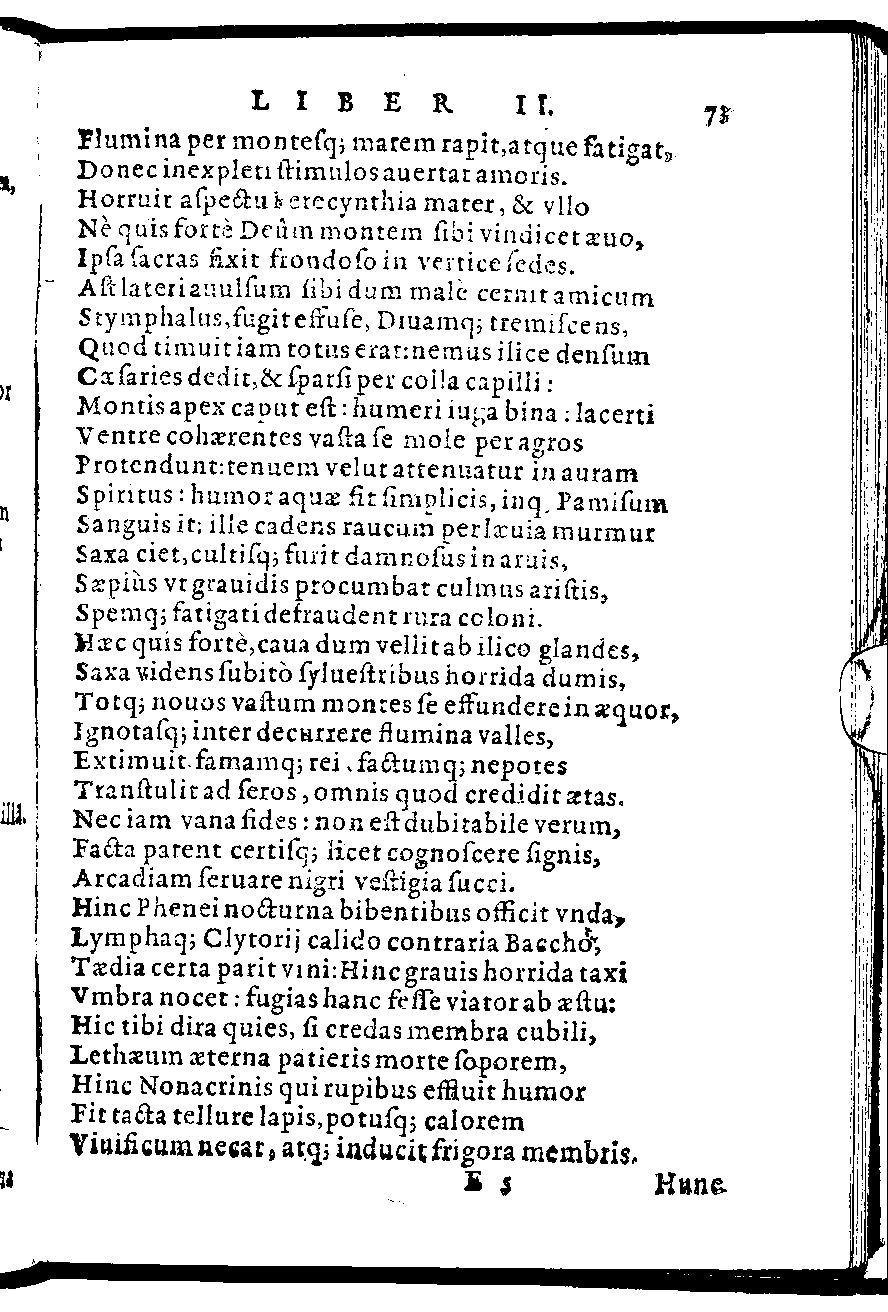 LIBER II. 73
Flumina per monteſq; marem rapit, atque fatigat,
Donec inexpleti ſtimulos auertat amoris.
Horruit aſpectu Berecynthia mater, & vllo
Nè quis fortè Deûm montem ſibi vindicet æuo,
Ipſa ſacras fixit frondoſo in vertice ſedes.
Aſt lateri auulſum ſibi dum malè cernit amicum
Stymphalus, fugit effuſe, Diuamq; tremiſcens,
Quod timuit iam totus erat: nemus ilice denſum
Cæſaries dedit, & ſparſi per colla capilli:
Montis apex caput eſt: humeri iuga bina: lacerti
Ventre cohærentes vaſta ſe mole per agros
Protendunt: tenuem velut attenuatur in auram
Spiritus: humor aquæ fit ſimplicis, inq; Pamiſum
Sanguis it: ille cadens raucum per læuia murmur
Saxa ciet, cultiſq; furit damnoſus in aruis,
Sæpiùs vt grauidis procumbat culmus ariſtis,
Spemq; fatigati defraudent rura coloni.
Hæc quis fortè, caua dum vellit ab ilico glandes,
Saxa widens ſubitò ſylueſtribus horrida dumis,
Totq; nouos vaſtum montes ſe effundere in æquor,
Ignotaſq; inter decurrere flumina valles,
Extimuit. famamq; rei, factumq; nepotes
Tranſtulit ad ſeros, omnis quod credidit ætas.
Nec iam vana fides: non eſt dubitabile verum,
Facta parent certiſq; licet cognoſcere ſignis,
Arcadiam ſeruare nigri veſtigia ſucci.
Hinc Phenei nocturna bibentibus officit vnda,
Lymphaq; Clytorij calido contraria Baccho,
Tædia certa parit vini: Hinc grauis horrida taxi
Vmbra nocet: fugias hanc feſſe viator ab æſtu:
Hic tibi dira quies, ſi credas membra cubili,
Lethæum æterna patieris morte ſoporem,
Hinc Nonacrinis qui rupibus effluit humor
Fit tacta tellure lapis, potuſq; calorem
Viuificum necat, atq; inducit frigora membris.
E 5 Hunc